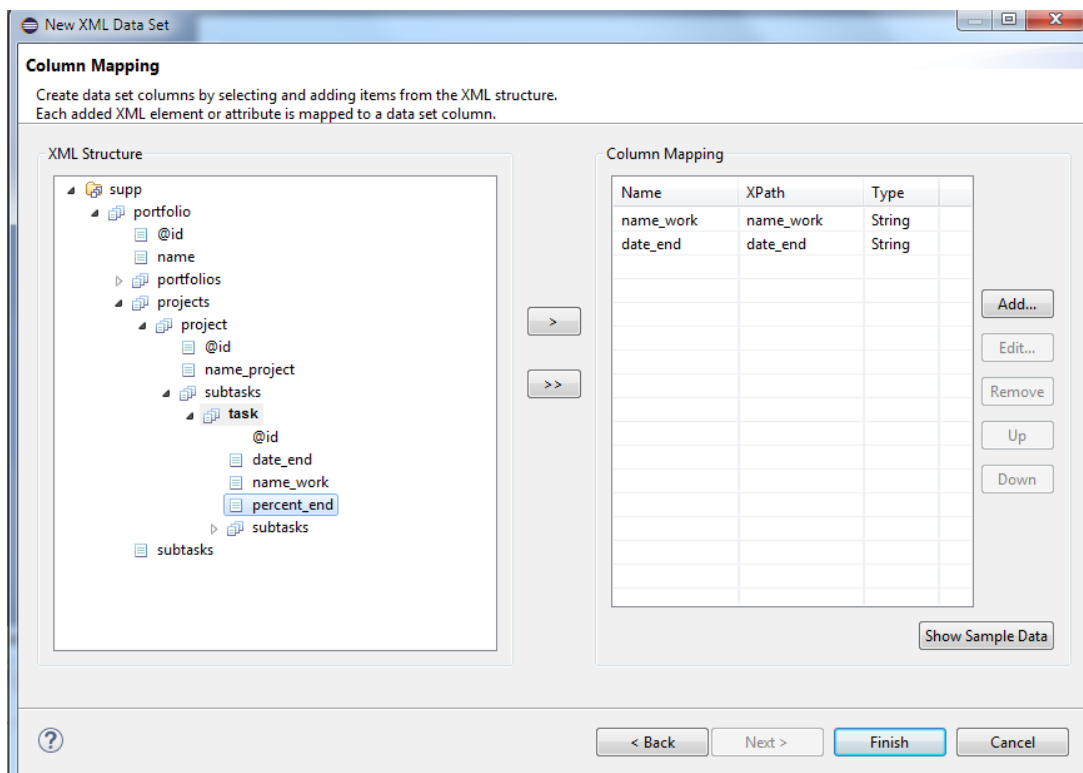 New XML Data Set
Column Mapping
Create data set columns by selecting and adding items from the XML structure.
Each added XML element or attribute is mapped to a data set column.
XML Structure
supp
portfolio
@id
name
portfolios
projects
project
@id
name_project
subtasks
task
@id
date_end
name_work
percent_end
subtasks
subtasks
>
>>
Column Mapping
Name XPath Type
name_work name_work String
date_end date_end String
Add...
Edit...
Remove
Up
Down
Show Sample Data
?
< Back Next > Finish Cancel